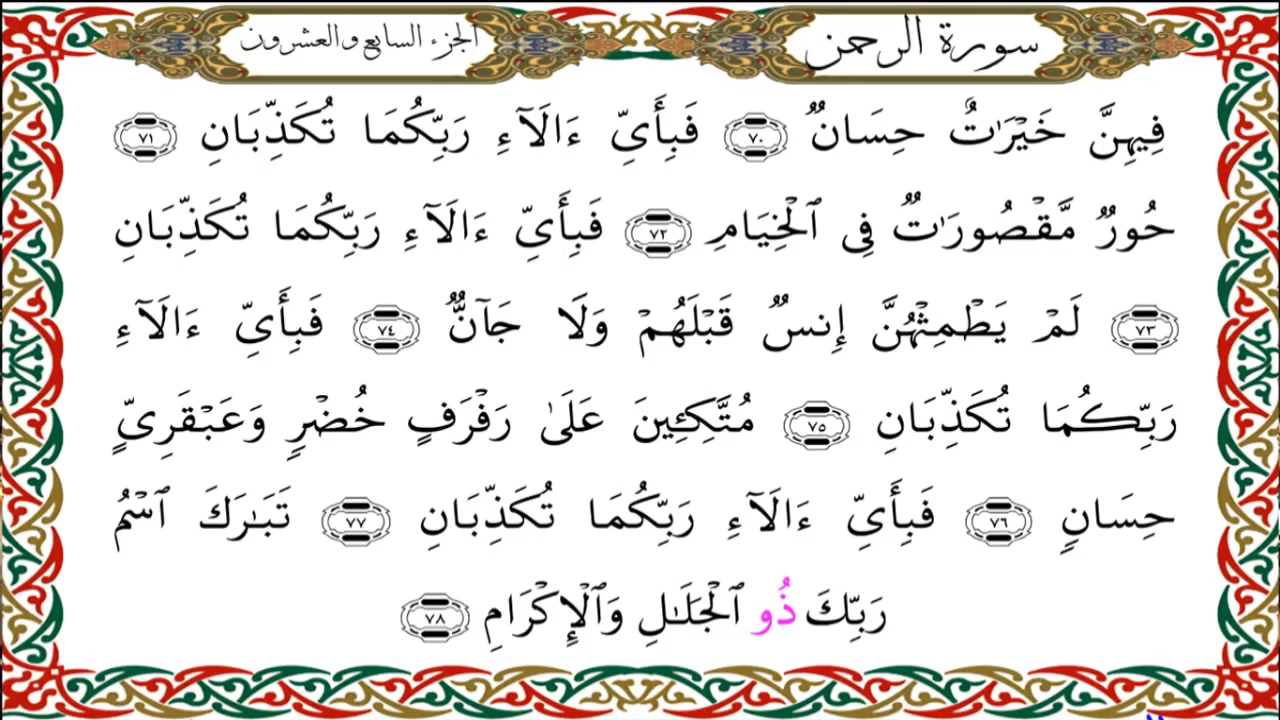 سورة الرحمن
الجزء السابع والعشرون
فِيهِنَّ خَيْرَٰتٌ حِسَانٌ ٧٠ فَبِأَىِّ ءَالَآءِ رَبِّكُمَا تُكَذِّبَانِ ٧١
حُورٌ مَّقْصُورَٰتٌ فِى ٱلْخِيَامِ ٧٢ فَبِأَىِّ ءَالَآءِ رَبِّكُمَا تُكَذِّبَانِ
٧٣ لَمْ يَطْمِثْهُنَّ إِنسٌ قَبْلَهُمْ وَلَا جَآنٌّ ٧٤ فَبِأَىِّ ءَالَآءِ
رَبِّكُمَا تُكَذِّبَانِ ٧٥ مُتَّكِـِٔينَ عَلَىٰ رَفْرَفٍ خُضْرٍ وَعَبْقَرِىٍّ
حِسَانٍ ٧٦ فَبِأَىِّ ءَالَآءِ رَبِّكُمَا تُكَذِّبَانِ ٧٧ تَبَـٰرَكَ ٱسْمُ
رَبِّكَ ذُو ٱلْجَلَـٰلِ وَٱلْإِكْرَامِ ٧٨